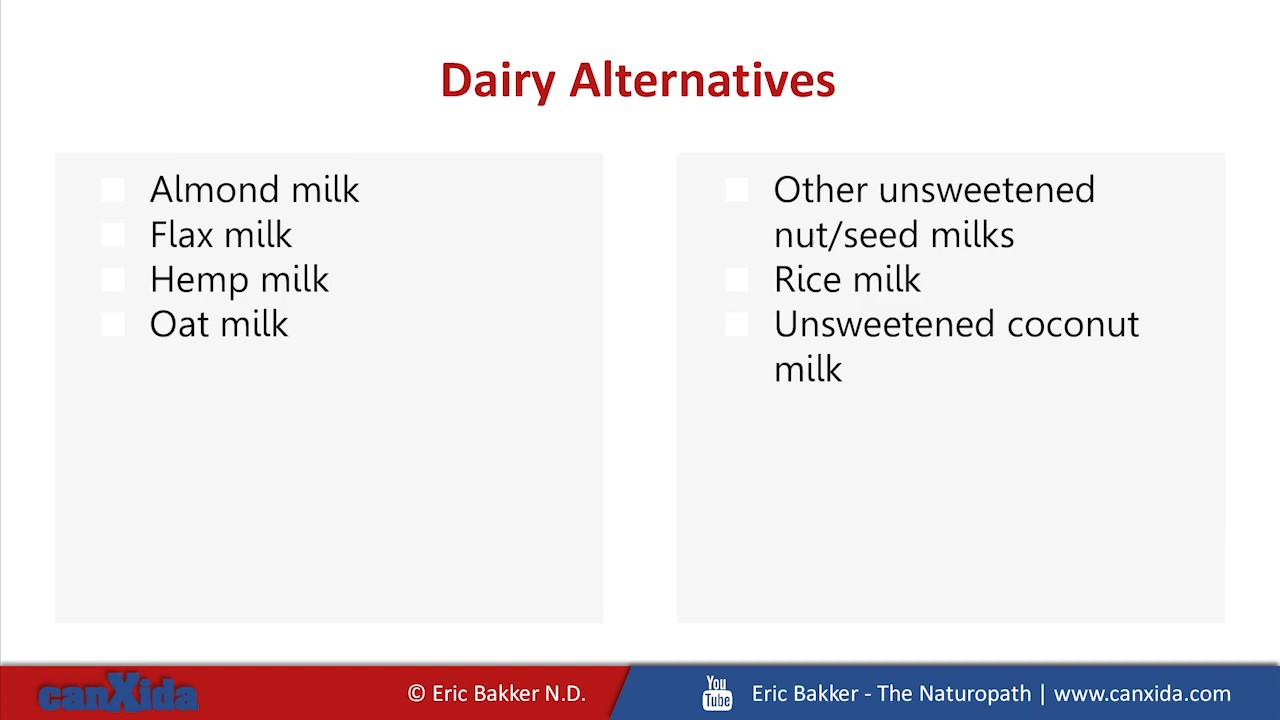 Dairy Alternatives
Almond milk
Flax milk
Hemp milk
Oat milk
Other unsweetened
nut/seed milks
Rice milk
Unsweetened coconut
milk
canXida
© Eric Bakker N.D.
You
Tube
Eric Bakker - The Naturopath | www.canxida.com